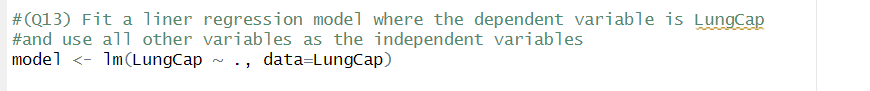 #(Q13) Fit a liner regression model where the dependent variable is LungCap
#and use all other variables as the independent variables
model <- lm(LungCap ~ ., data=LungCap)